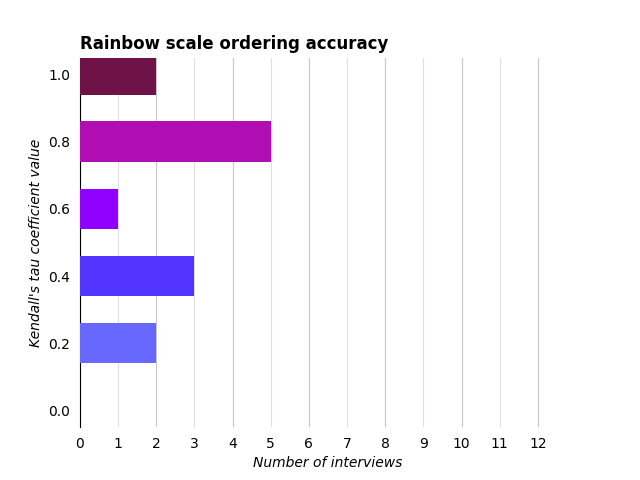 Rainbow scale ordering accuracy
1.0
0.8
0.6
0.4
0.2
0.0
Kendall's tau coefficient value
0 1 2 3 4 5 6 7 8 9 10 11 12
Number of interviews